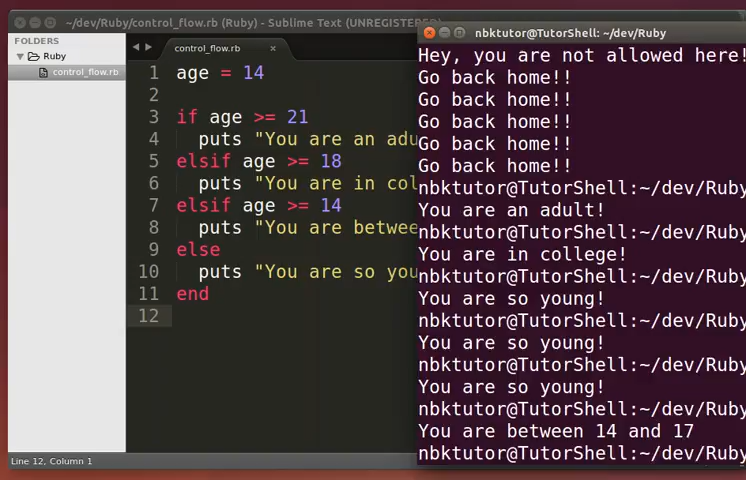 ~/dev/Ruby/control_flow.rb (Ruby) - Sublime Text (UNREGISTERED)
FOLDERS
Ruby
control_flow.rb
control_flow.rb
1 age = 14
2
3 if age >= 21
4 puts "You are an adu
5 elsif age >= 18
6 puts "You are in col
7 elsif age >= 14
8 puts "You are betwee
9 else
10 puts "You are so you
11 end
12
Line 12, Column 1
nbktutor@TutorShell: ~/dev/Ruby
Hey, you are not allowed here!
Go back home!!
Go back home!!
Go back home!!
Go back home!!
Go back home!!
nbktutor@TutorShell:~/dev/Ruby
You are an adult!
nbktutor@TutorShell:~/dev/Ruby
You are in college!
nbktutor@TutorShell:~/dev/Ruby
You are so young!
nbktutor@TutorShell:~/dev/Ruby
You are so young!
nbktutor@TutorShell:~/dev/Ruby
You are so young!
nbktutor@TutorShell:~/dev/Ruby
You are between 14 and 17
nbktutor@TutorShell:~/dev/Ruby